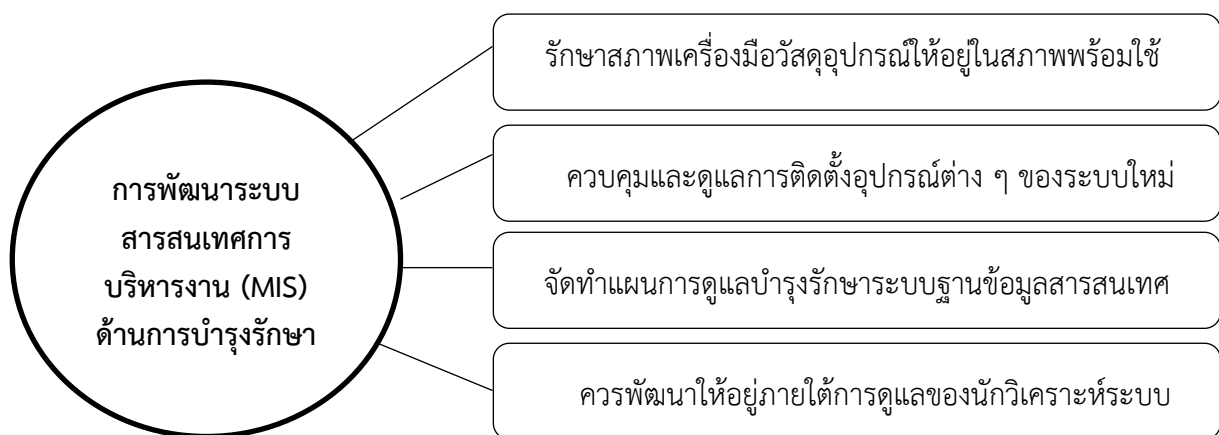 การพัฒนาระบบ
สารสนเทศการ
บริหารงาน (MIS)
ด้านการบำรุงรักษา
รักษาสภาพเครื่องมือวัสดุอุปกรณ์ให้อยู่ในสภาพพร้อมใช้
ควบคุมและดูแลการติดตั้งอุปกรณ์ต่าง ๆ ของระบบใหม่
จัดทำแผนการดูแลบำรุงรักษาระบบฐานข้อมูลสารสนเทศ
ควรพัฒนาให้อยู่ภายใต้การดูแลของนักวิเคราะห์ระบบ